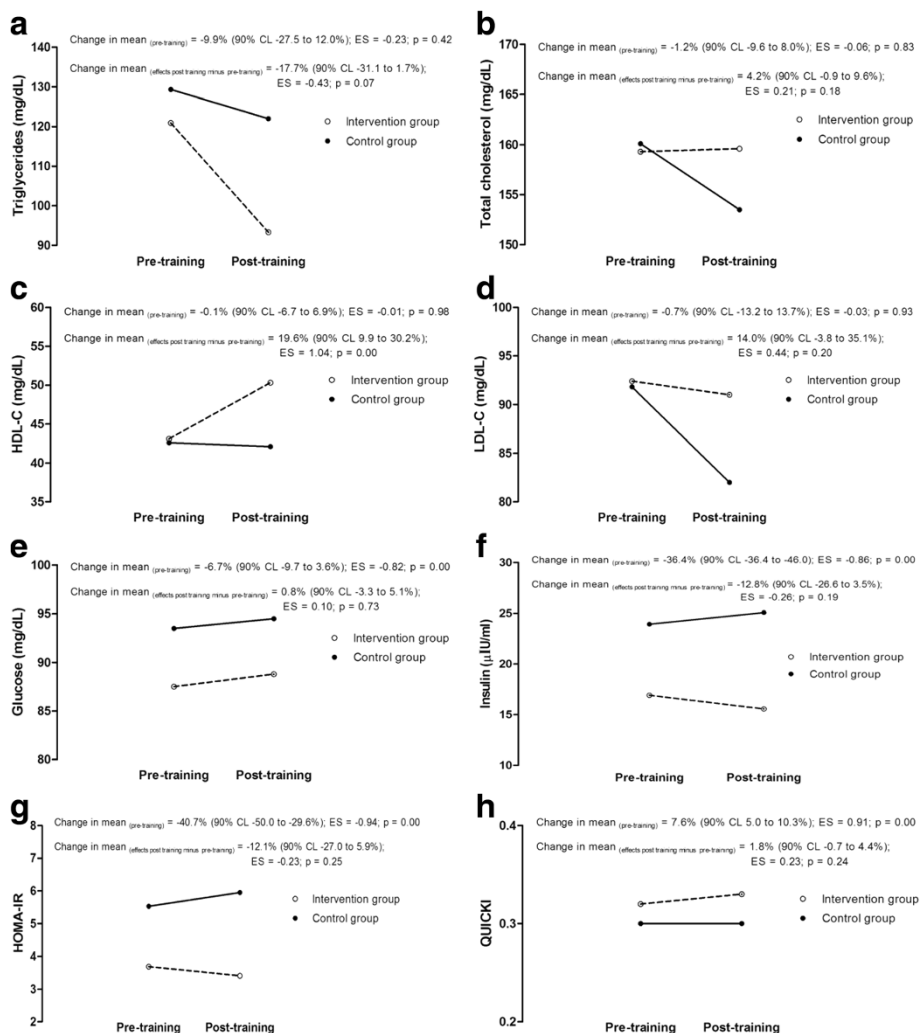 a
Change in mean (pre-training) = -9.9% (90% CL -27.5 to 12.0%); ES = -0.23; p = 0.42
Change in mean (effects post training minus pre-training) = -17.7% (90% CL -31.1 to 1.7%);
ES = -0.43; p = 0.07
Triglycerides (mg/dL)
140
130
120
110
100
90
Intervention group
Control group
Pre-training Post-training
b
Change in mean (pre-training) = -1.2% (90% CL -9.6 to 8.0%); ES = -0.06; p = 0.83
Change in mean (effects post training minus pre-training) = 4.2% (90% CL -0.9 to 9.6%);
ES = 0.21; p = 0.18
Total cholesterol (mg/dL)
170
165
160
155
150
Intervention group
Control group
Pre-training Post-training
c
Change in mean (pre-training) = -0.1% (90% CL -6.7 to 6.9%); ES = -0.01; p = 0.98
Change in mean (effects post training minus pre-training) = 19.6% (90% CL 9.9 to 30.2%);
ES = 1.04; p = 0.00
HDL-C (mg/dL)
60
55
50
45
40
35
Intervention group
Control group
Pre-training Post-training
d
Change in mean (pre-training) = -0.7% (90% CL -13.2 to 13.7%); ES = -0.03; p = 0.93
Change in mean (effects post training minus pre-training) = 14.0% (90% CL -3.8 to 35.1%);
ES = 0.44; p = 0.20
LDL-C (mg/dL)
100
95
90
85
80
Intervention group
Control group
Pre-training Post-training
e
Change in mean (pre-training) = -6.7% (90% CL -9.7 to 3.6%); ES = -0.82; p = 0.00
Change in mean (effects post training minus pre-training) = 0.8% (90% CL -3.3 to 5.1%);
ES = 0.10; p = 0.73
Glucose (mg/dL)
100
95
90
85
80
Intervention group
Control group
Pre-training Post-training
f
Change in mean (pre-training) = -36.4% (90% CL -36.4 to -46.0); ES = -0.86; p = 0.00
Change in mean (effects post training minus pre-training) = -12.8% (90% CL -26.6 to 3.5%);
ES = -0.26; p = 0.19
Insulin (µIU/ml)
30
25
20
15
10
Intervention group
Control group
Pre-training Post-training
g
Change in mean (pre-training) = -40.7% (90% CL -50.0 to -29.6%); ES = -0.94; p = 0.00
Change in mean (effects post training minus pre-training) = -12.1% (90% CL -27.0 to 5.9%);
ES = -0.23; p = 0.25
HOMA-IR
8
7
6
5
4
3
2
Intervention group
Control group
Pre-training Post-training
h
Change in mean (pre-training) = 7.6% (90% CL 5.0 to 10.3%); ES = 0.91; p = 0.00
Change in mean (effects post training minus pre-training) = 1.8% (90% CL -0.7 to 4.4%);
ES = 0.23; p = 0.24
QUICKI
0.4
0.3
0.2
Intervention group
Control group
Pre-training Post-training